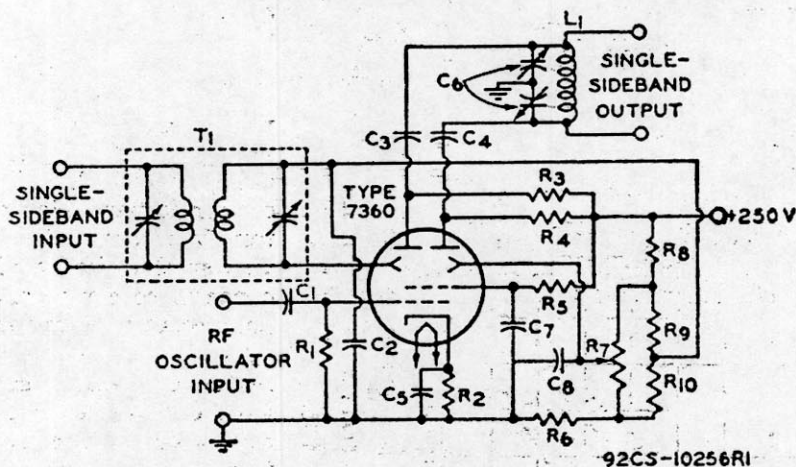 L1
SINGLE-
SIDEBAND
OUTPUT
C6
T1
C3
C4
SINGLE-
SIDEBAND
INPUT
TYPE
7360
R3
R4
+250 V
R8
R5
C1
C7
RF
OSCILLATOR
INPUT
R1
C2
R7
R9
C8
R10
C5
R2
R6
92CS-10256R1